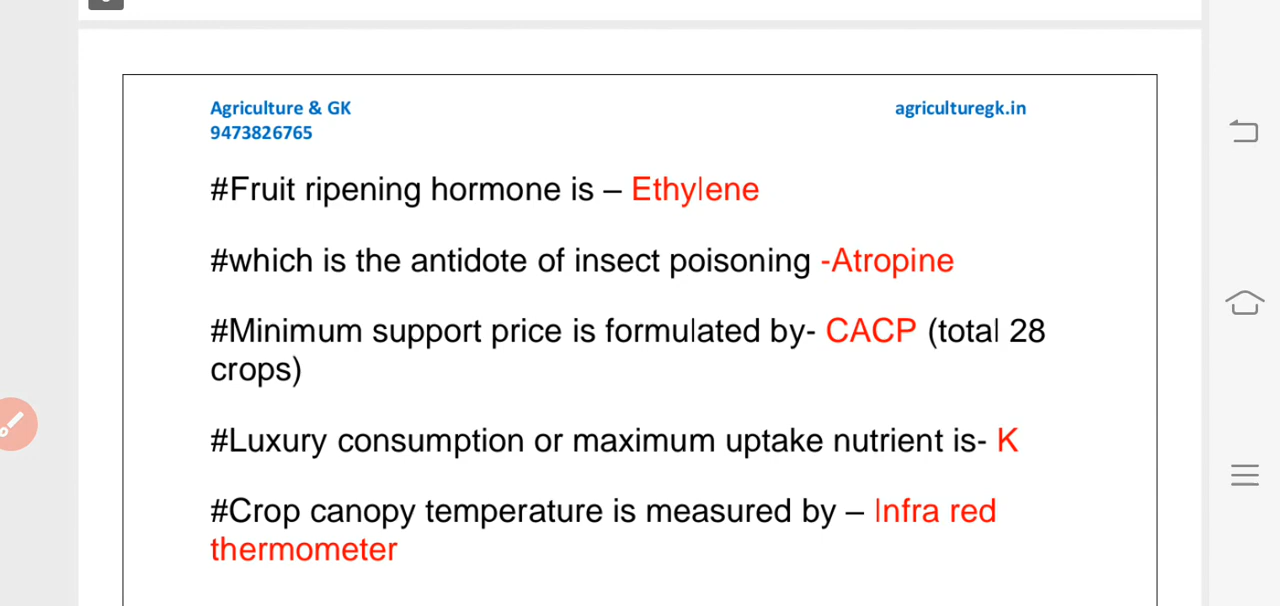 Agriculture & GK agriculturegk.in
9473826765
#Fruit ripening hormone is – Ethylene
#which is the antidote of insect poisoning -Atropine
#Minimum support price is formulated by- CACP (total 28
crops)
#Luxury consumption or maximum uptake nutrient is- K
#Crop canopy temperature is measured by – Infra red
thermometer